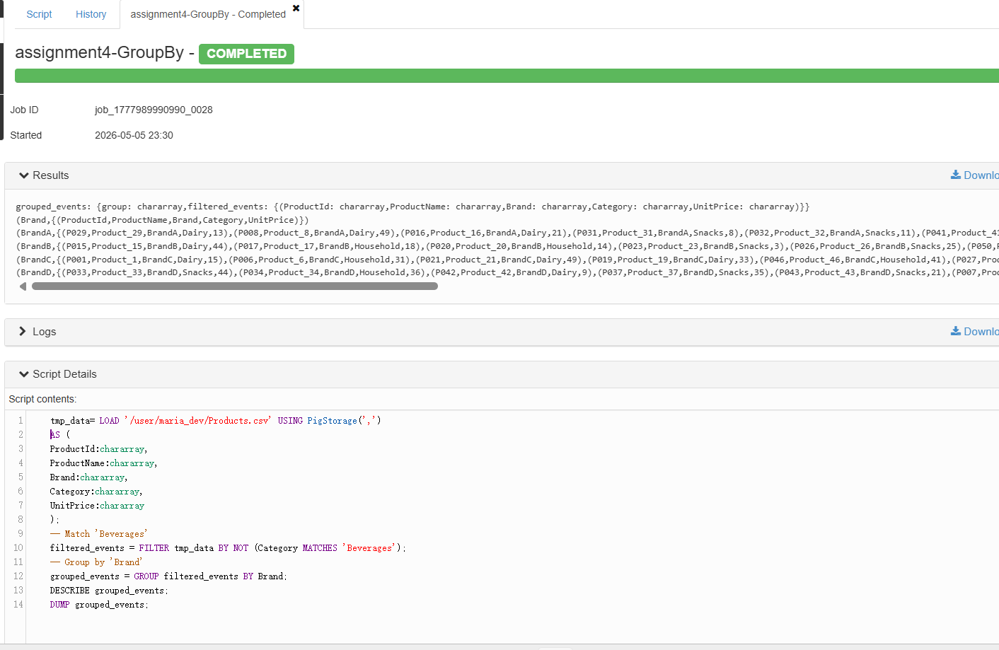 Script History assignment4-GroupBy - Completed ✖
assignment4-GroupBy - COMPLETED
Job ID job_1777989990990_0028
Started 2026-05-05 23:30
Results Downlo
grouped_events: {group: chararray,filtered_events: {(ProductId: chararray,ProductName: chararray,Brand: chararray,Category: chararray,UnitPrice: chararray)}}
(Brand,{(ProductId,ProductName,Brand,Category,UnitPrice)})
(BrandA,{(P029,Product_29,BrandA,Dairy,13),(P008,Product_8,BrandA,Dairy,49),(P016,Product_16,BrandA,Dairy,21),(P031,Product_31,BrandA,Snacks,8),(P032,Product_32,BrandA,Snacks,11),(P041,Product_41
(BrandB,{(P015,Product_15,BrandB,Dairy,44),(P017,Product_17,BrandB,Household,18),(P020,Product_20,BrandB,Household,14),(P023,Product_23,BrandB,Snacks,3),(P026,Product_26,BrandB,Snacks,25),(P050,P
(BrandC,{(P001,Product_1,BrandC,Dairy,15),(P006,Product_6,BrandC,Household,31),(P021,Product_21,BrandC,Dairy,49),(P019,Product_19,BrandC,Dairy,33),(P046,Product_46,BrandC,Household,41),(P027,Proc
(BrandD,{(P033,Product_33,BrandD,Snacks,44),(P034,Product_34,BrandD,Household,36),(P042,Product_42,BrandD,Dairy,9),(P037,Product_37,BrandD,Snacks,35),(P043,Product_43,BrandD,Snacks,21),(P007,Proc
Logs Downlo
Script Details
Script contents:
1 tmp_data= LOAD '/user/maria_dev/Products.csv' USING PigStorage(',')
2 AS (
3 ProductId:chararray,
4 ProductName:chararray,
5 Brand:chararray,
6 Category:chararray,
7 UnitPrice:chararray
8 );
9 -- Match 'Beverages'
10 filtered_events = FILTER tmp_data BY NOT (Category MATCHES 'Beverages');
11 -- Group by 'Brand'
12 grouped_events = GROUP filtered_events BY Brand;
13 DESCRIBE grouped_events;
14 DUMP grouped_events;